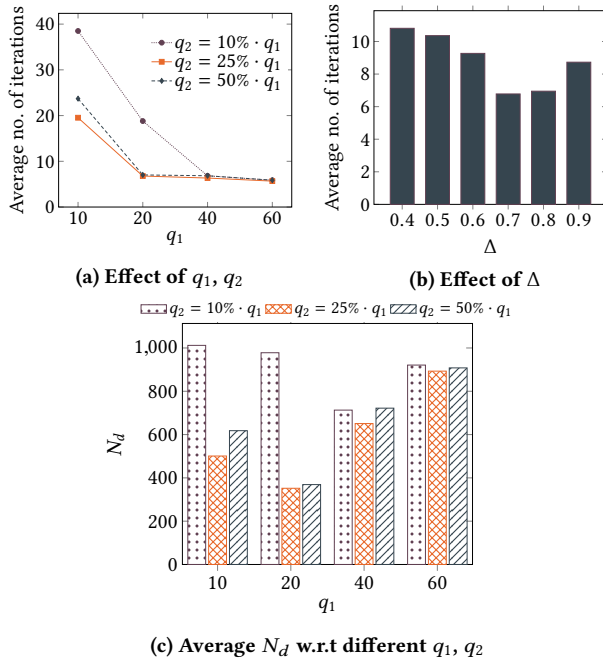 Average no. of iterations
40
30
20
10
0
10
20
40
60
q₁
q₂ = 10% · q₁
q₂ = 25% · q₁
q₂ = 50% · q₁
(a) Effect of q₁, q₂
Average no. of iterations
10
8
6
4
2
0
0.4 0.5 0.6 0.7 0.8 0.9
Δ
(b) Effect of Δ
q₂ = 10% · q₁ q₂ = 25% · q₁ q₂ = 50% · q₁
N_d
1,000
800
600
400
200
0
10
20
40
60
q₁
(c) Average N_d w.r.t different q₁, q₂